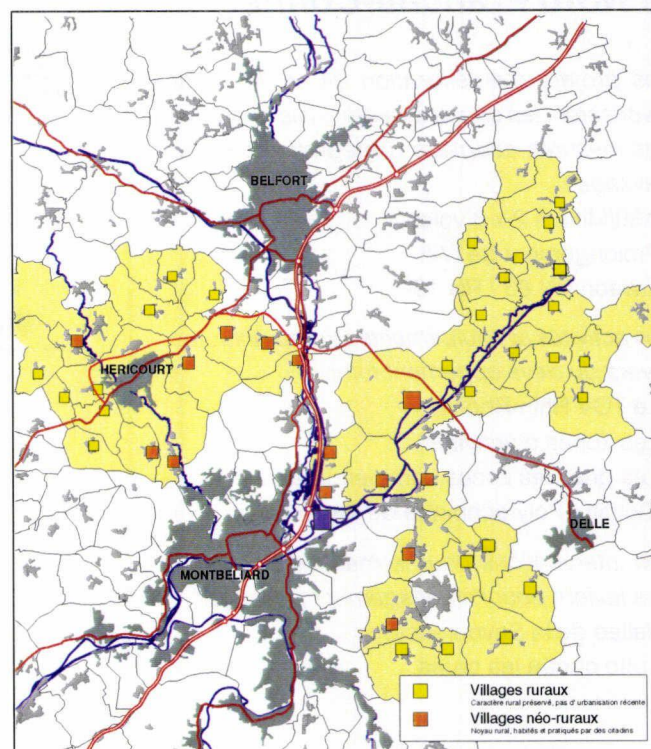 BELFORT
HERICOURT
DELLE
MONTBELIARD
Villages ruraux
Caractère rural préservé, pas d' urbanisation récente
Villages néo-ruraux
Noyau rural, habités et pratiqués par des citadins